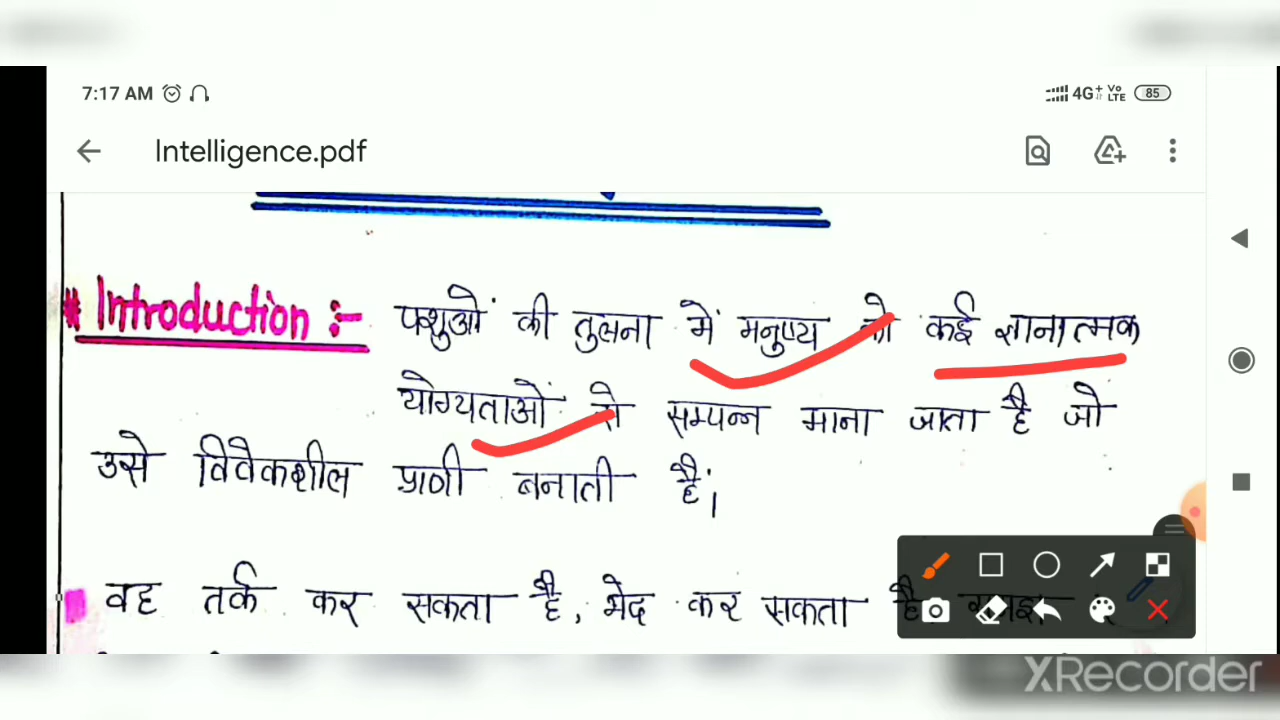 7:17 AM
4G+ Vo LTE 85
Intelligence.pdf
* Introduction :- पशुओं की तुलना में मनुष्य को कई ज्ञानात्मक
योग्यताओं से सम्पन्न माना जाता है जो
उसे विवेकशील प्राणी बनाती हैं।
वह तर्क कर सकता है, भेद कर सकता है
XRecorder